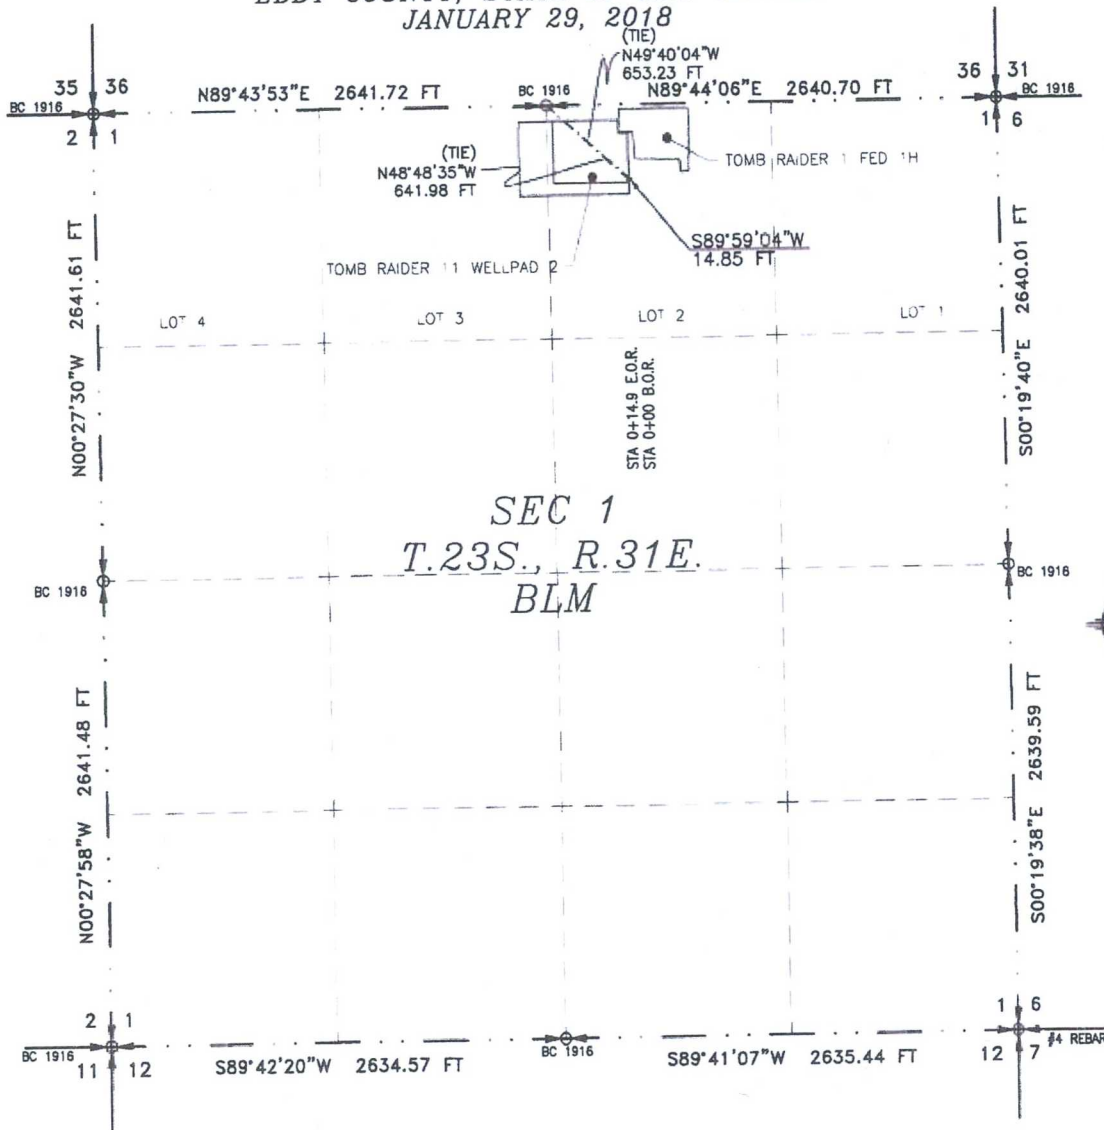 JANUARY 29, 2018
(TIE)
N49°40'04"W
653.23 FT
35 36
BC 1916
2 1
N89°43'53"E 2641.72 FT
BC 1916
N89°44'06"E 2640.70 FT
36 31
BC 1916
1 6
(TIE)
N48°48'35"W
641.98 FT
TOMB RAIDER 1 FED 1H
S89°59'04"W
14.85 FT
TOMB RAIDER 11 WELLPAD 2
N00°27'30"W 2641.61 FT
S00°19'40"E 2640.01 FT
LOT 4
LOT 3
LOT 2
LOT 1
STA 0+14.9 E.O.R.
STA 0+00 B.O.R.
SEC 1
T.23S., R.31E.
BLM
BC 1916
BC 1916
N00°27'58"W 2641.48 FT
S00°19'38"E 2639.59 FT
2 1
BC 1916
11 12
S89°42'20"W 2634.57 FT
BC 1916
S89°41'07"W 2635.44 FT
1 6
12 7
#4 REBAR